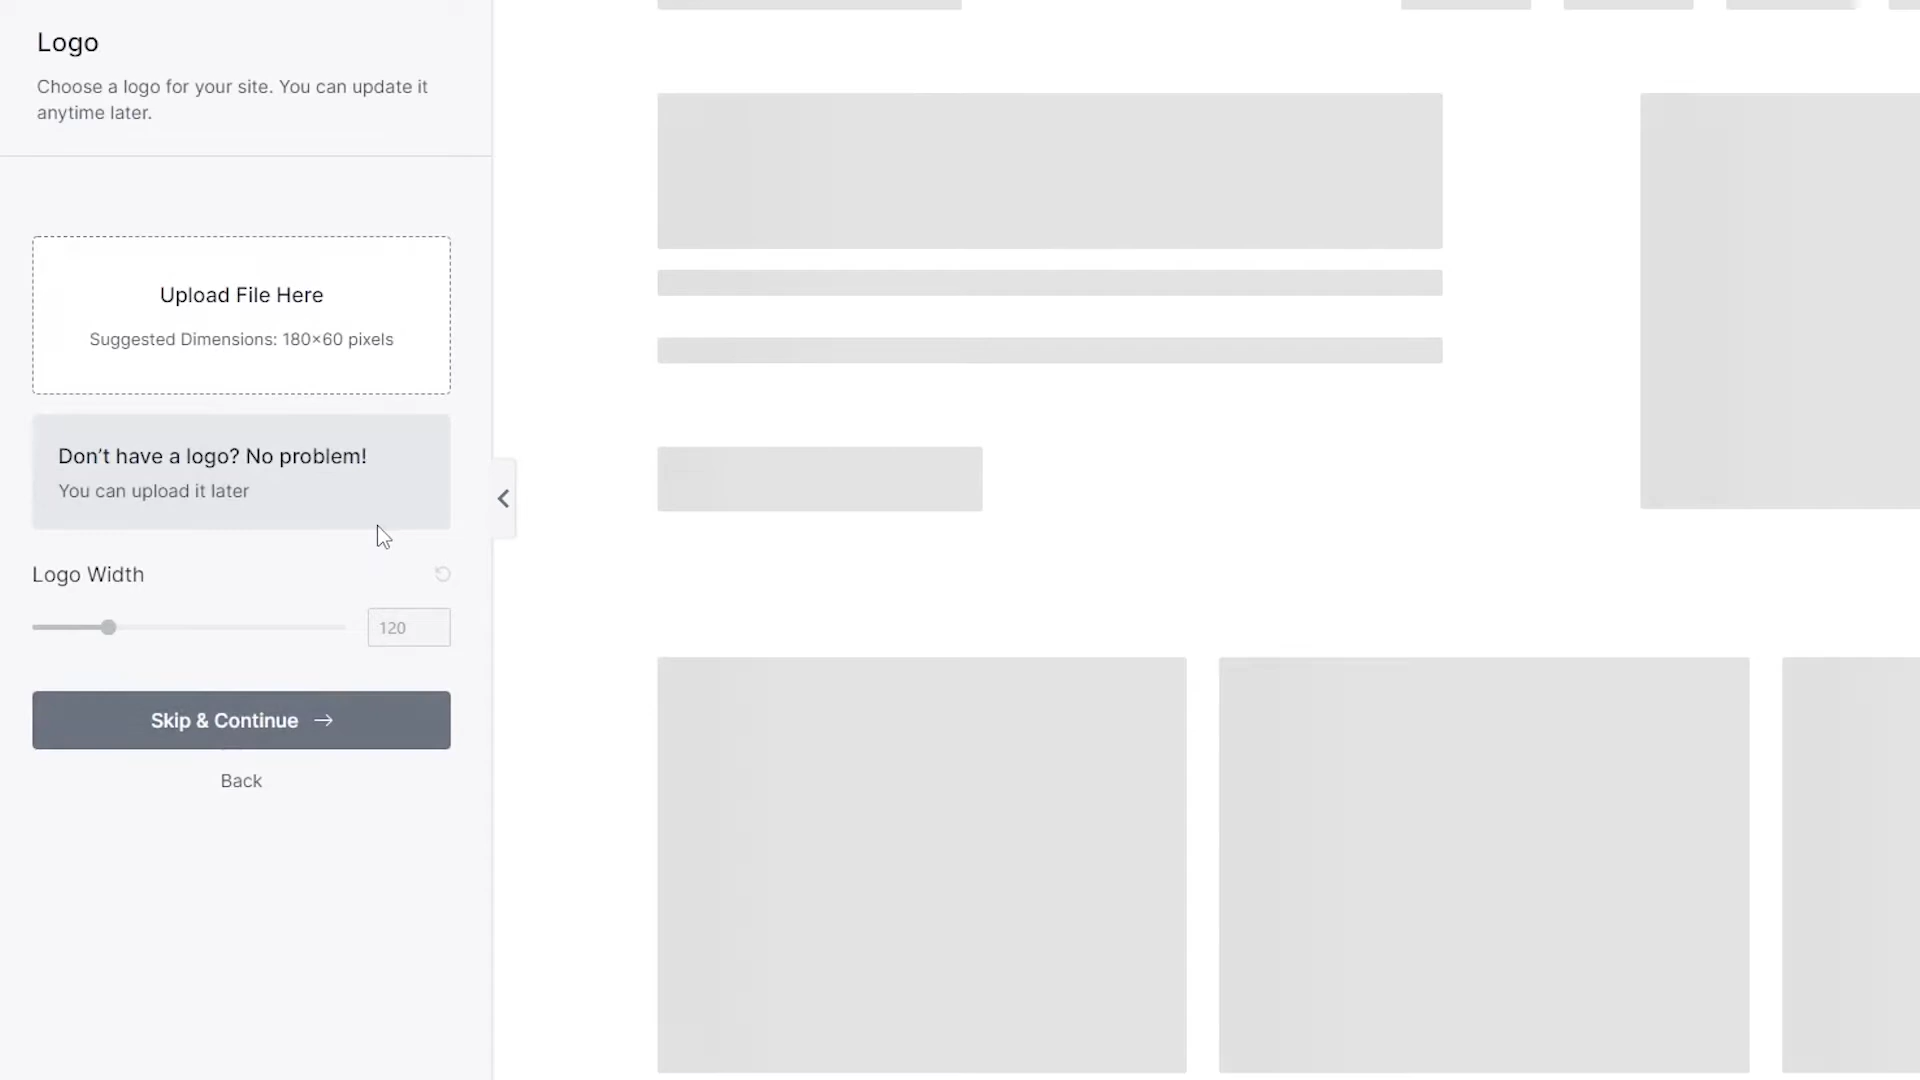 Logo
Choose a logo for your site. You can update it
anytime later.
Upload File Here
Suggested Dimensions: 180×60 pixels
Don’t have a logo? No problem!
You can upload it later
Logo Width
120
Skip & Continue →
Back